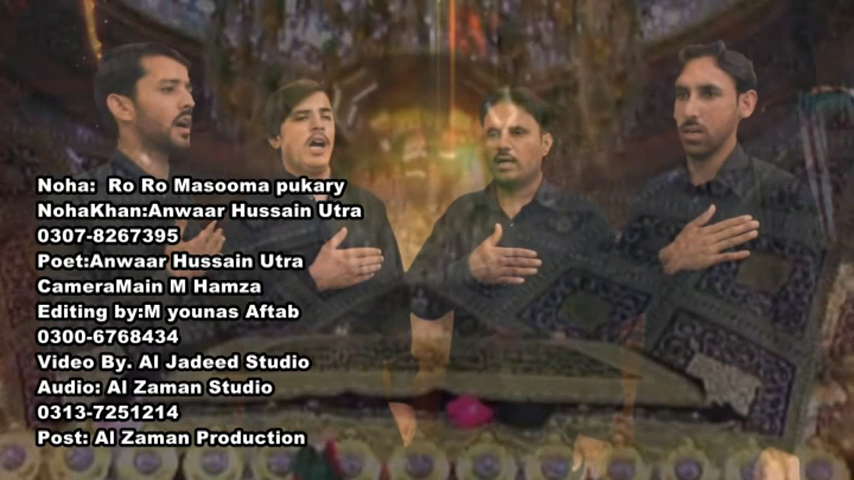 Noha:  Ro Ro Masooma pukary
NohaKhan:Anwaar Hussain Utra
0307-8267395
Poet:Anwaar Hussain Utra
CameraMain M Hamza
Editing by:M younas Aftab
0300-6768434
Video By. Al Jadeed Studio
Audio: Al Zaman Studio
0313-7251214
Post: Al Zaman Production